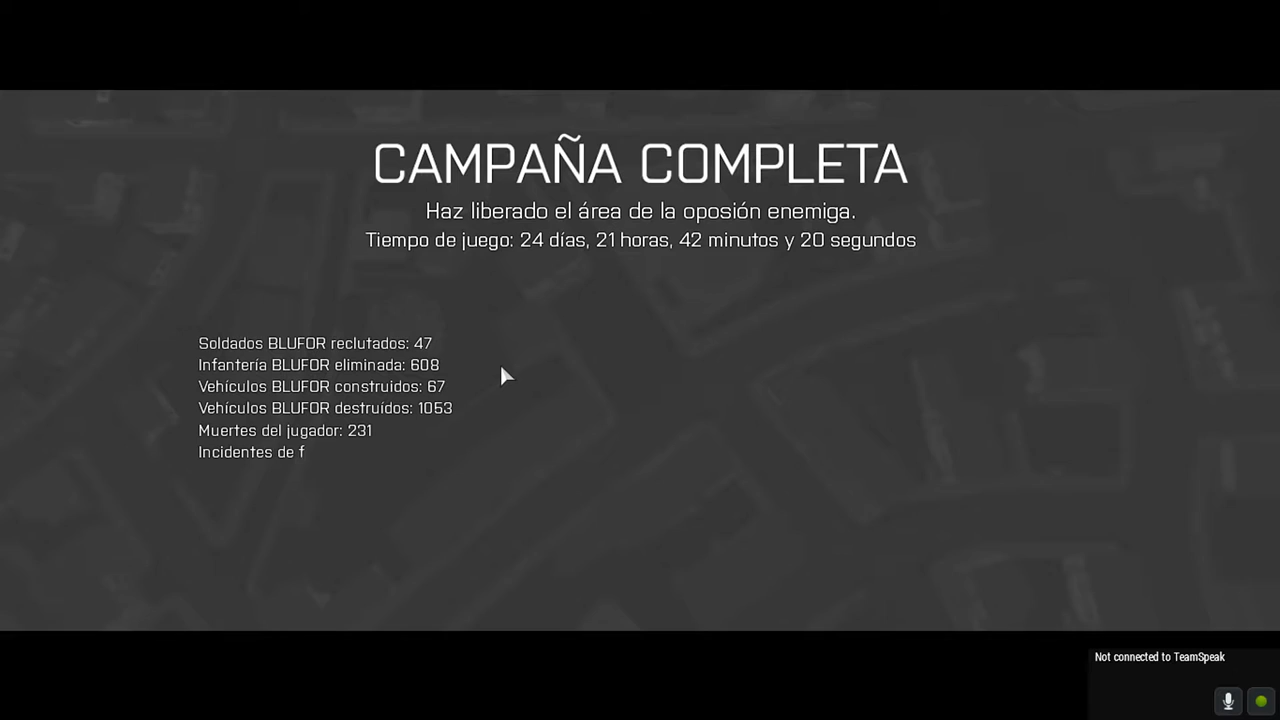 CAMPAÑA COMPLETA
Haz liberado el área de la oposión enemiga.
Tiempo de juego: 24 días, 21 horas, 42 minutos y 20 segundos
Soldados BLUFOR reclutados: 47
Infantería BLUFOR eliminada: 608
Vehículos BLUFOR construidos: 67
Vehículos BLUFOR destruídos: 1053
Muertes del jugador: 231
Incidentes de f
Not connected to TeamSpeak